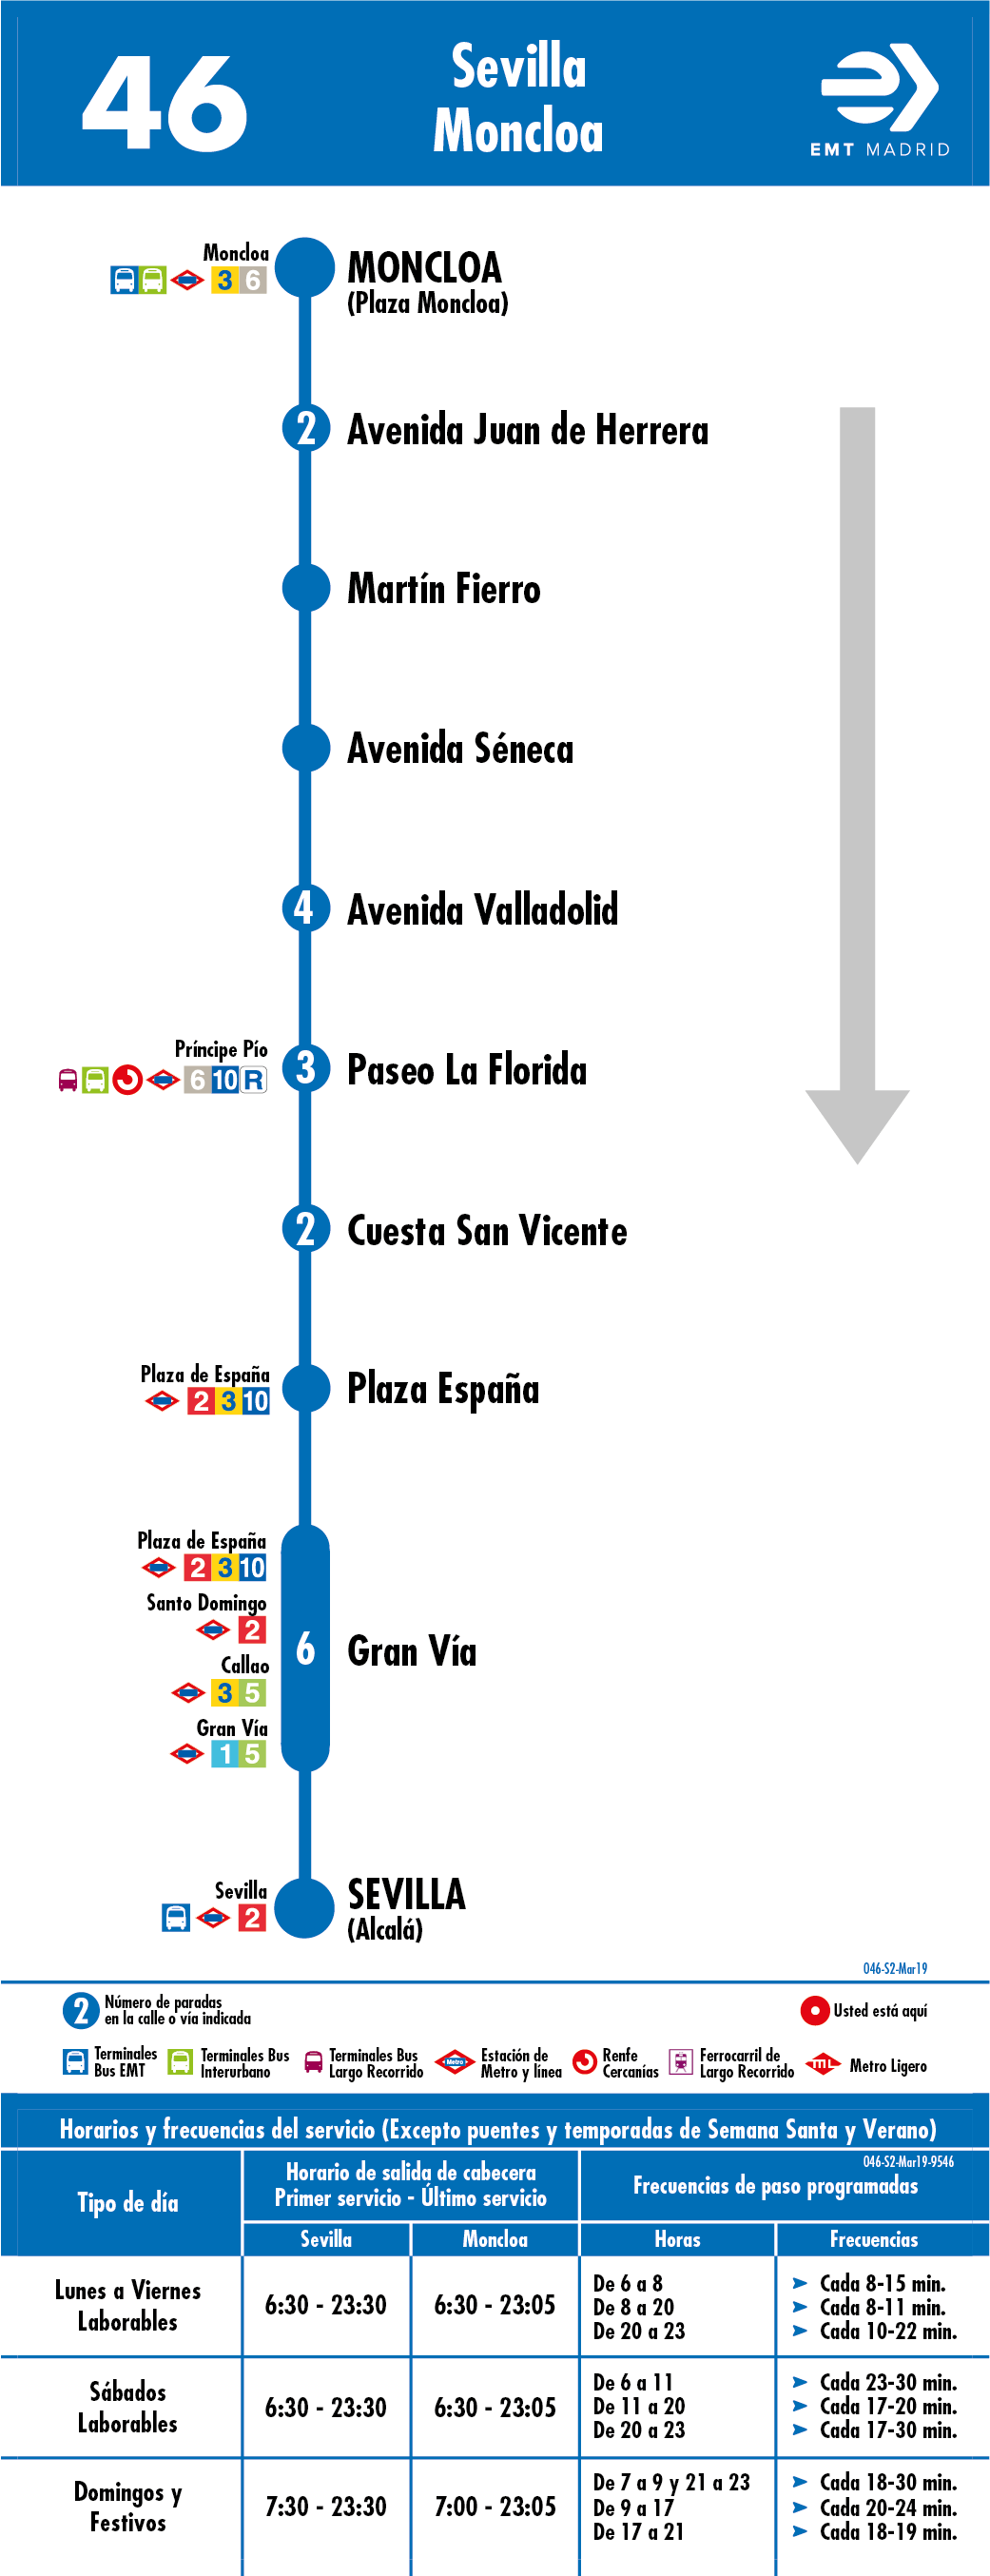 46
Sevilla
Moncloa
EMT MADRID
Moncloa
3 6
MONCLOA
(Plaza Moncloa)
2 Avenida Juan de Herrera
Martín Fierro
Avenida Séneca
4 Avenida Valladolid
Príncipe Pío
6 10 R
3 Paseo La Florida
2 Cuesta San Vicente
Plaza de España
2 3 10
Plaza España
Plaza de España
2 3 10
Santo Domingo
2
6 Gran Vía
Callao
3 5
Gran Vía
1 5
Sevilla
2
SEVILLA
(Alcalá)
046-S2-Mar19
2 Número de paradas
en la calle o vía indicada
Usted está aquí
Terminales
Bus EMT
Terminales Bus
Interurbano
Terminales Bus
Largo Recorrido
Metro
Estación de
Metro y línea
Renfe
Cercanías
Ferrocarril de
Largo Recorrido
ML
Metro Ligero
Horarios y frecuencias del servicio (Excepto puentes y temporadas de Semana Santa y Verano)
046-S2-Mar19-9546
Tipo de día
Horario de salida de cabecera
Primer servicio - Último servicio
Frecuencias de paso programadas
Sevilla Moncloa Horas Frecuencias
Lunes a Viernes
Laborables
6:30 - 23:30 6:30 - 23:05
De 6 a 8 Cada 8-15 min.
De 8 a 20 Cada 8-11 min.
De 20 a 23 Cada 10-22 min.
Sábados
Laborables
6:30 - 23:30 6:30 - 23:05
De 6 a 11 Cada 23-30 min.
De 11 a 20 Cada 17-20 min.
De 20 a 23 Cada 17-30 min.
Domingos y
Festivos
7:30 - 23:30 7:00 - 23:05
De 7 a 9 y 21 a 23 Cada 18-30 min.
De 9 a 17 Cada 20-24 min.
De 17 a 21 Cada 18-19 min.